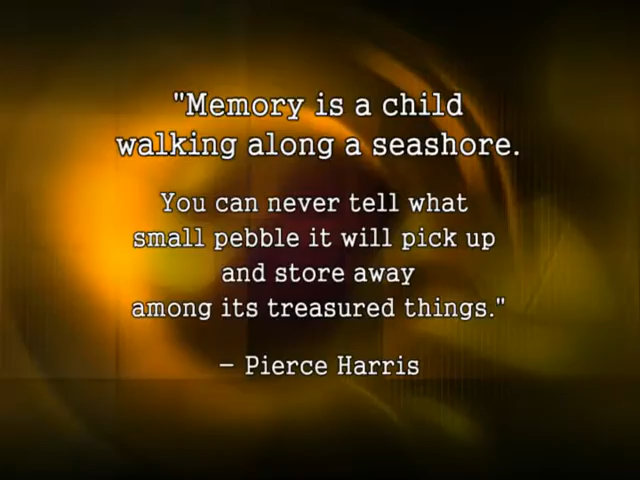 "Memory is a child
walking along a seashore.
You can never tell what
small pebble it will pick up
and store away
among its treasured things."
– Pierce Harris